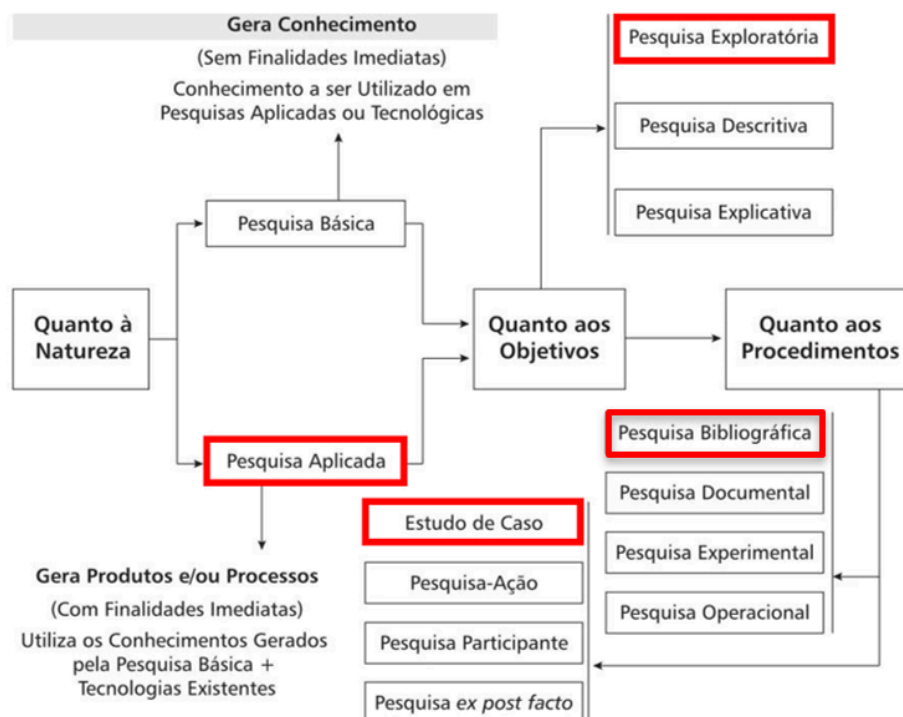 Gera Conhecimento
(Sem Finalidades Imediatas)
Conhecimento a ser Utilizado em
Pesquisas Aplicadas ou Tecnológicas
Pesquisa Exploratória
Pesquisa Descritiva
Pesquisa Explicativa
Pesquisa Básica
Quanto à
Natureza
Quanto aos
Objetivos
Quanto aos
Procedimentos
Pesquisa Aplicada
Pesquisa Bibliográfica
Pesquisa Documental
Pesquisa Experimental
Pesquisa Operacional
Estudo de Caso
Pesquisa-Ação
Pesquisa Participante
Pesquisa ex post facto
Gera Produtos e/ou Processos
(Com Finalidades Imediatas)
Utiliza os Conhecimentos Gerados
pela Pesquisa Básica +
Tecnologias Existentes